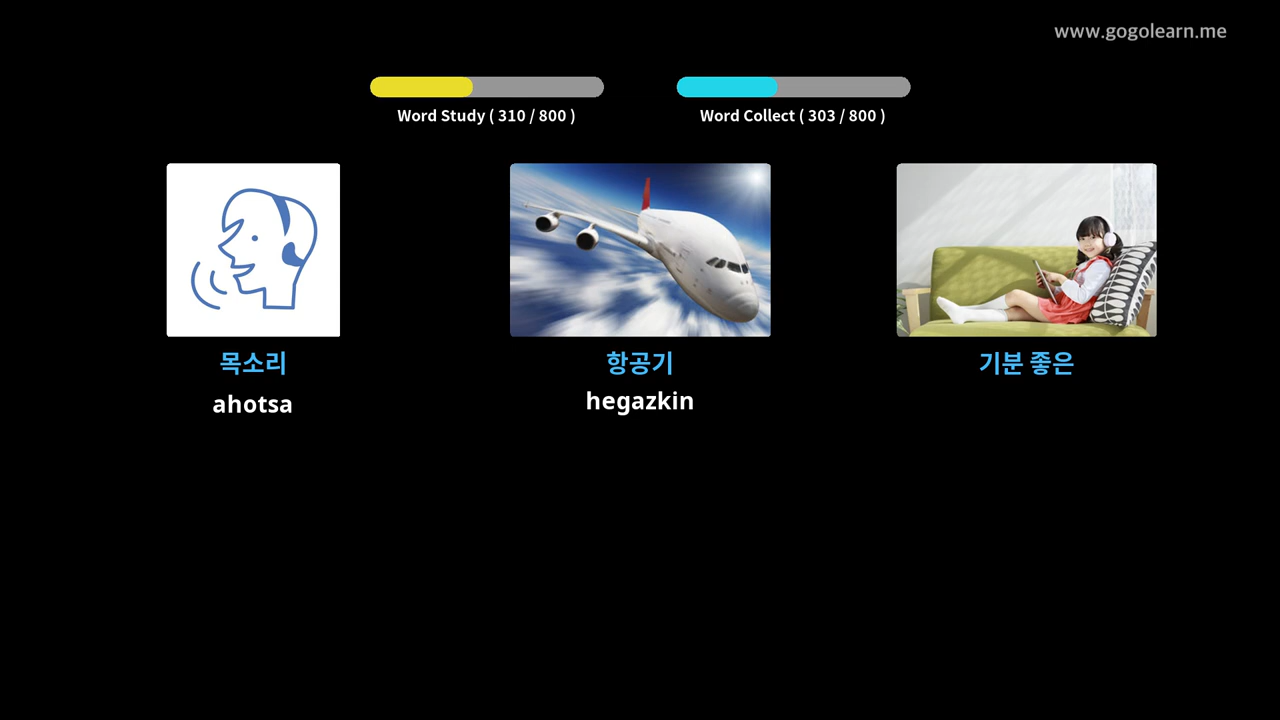 www.gogolearn.me
Word Study ( 310 / 800 )
Word Collect ( 303 / 800 )
목소리
ahotsa
항공기
hegazkin
기분 좋은